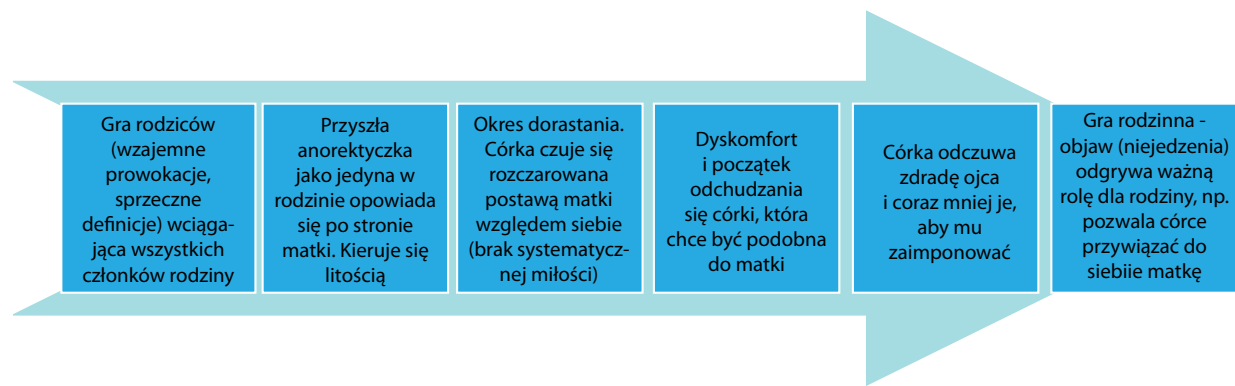 Gra rodziców
(wzajemne
prowokacje,
sprzeczne
definicje) wciąga-
jąca wszystkich
członków rodziny
Przyszła
anorektyczka
jako jedyna w
rodzinie opowiada
się po stronie
matki. Kieruje się
litością
Okres dorastania.
Córka czuje się
rozczarowana
postawą matki
względem siebie
(brak systematycz-
nej miłości)
Dyskomfort
i początek
odchudzania
się córki, która
chce być podobna
do matki
Córka odczuwa
zdradę ojca
i coraz mniej je,
aby mu
zaimponować
Gra rodzinna -
objaw (niejedzenia)
odgrywa ważną
rolę dla rodziny, np.
pozwala córce
przywiązać do
siebiie matkę